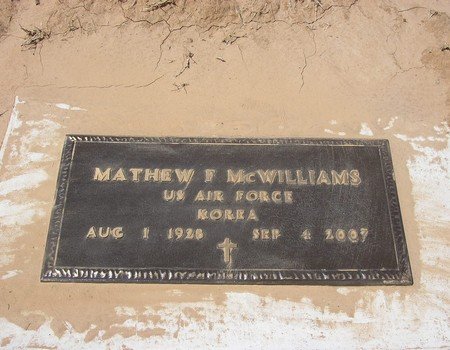 MATHEW F McWILLIAMS
US AIR FORCE
KOREA
AUG 1 1928 SEP 4 2007